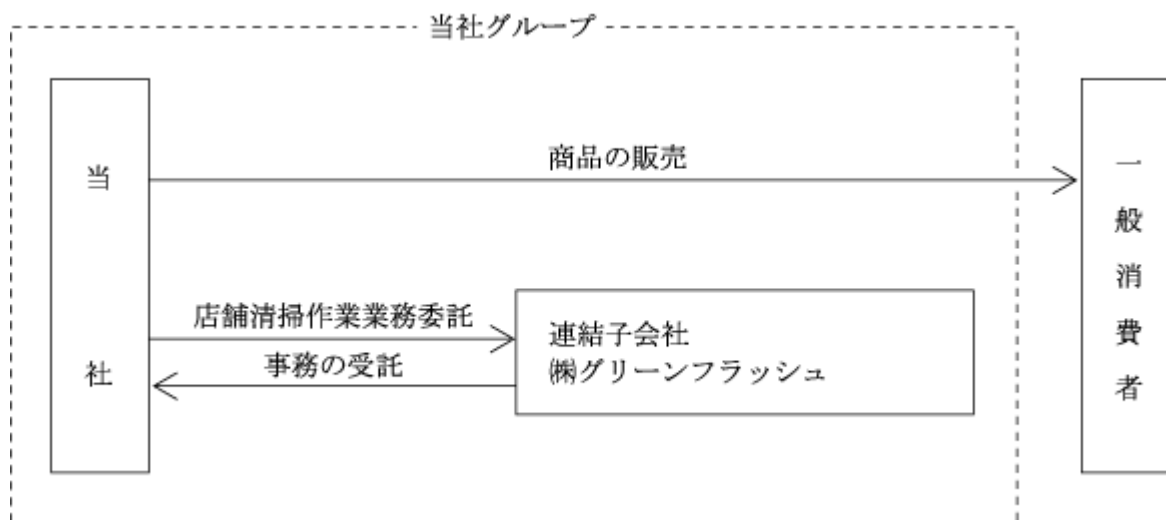 当社グループ
当社
商品の販売
一般消費者
店舗清掃作業業務委託
事務の受託
連結子会社
㈱グリーンフラッシュ